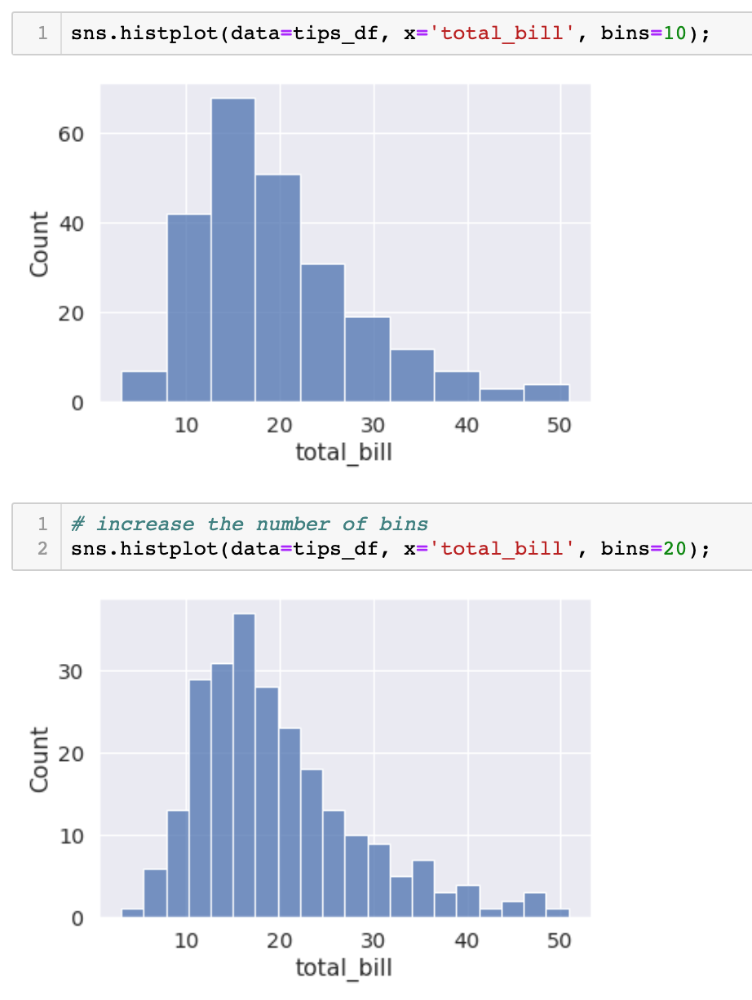 1 sns.histplot(data=tips_df, x='total_bill', bins=10);
60
40
20
0
Count
10 20 30 40 50
total_bill
1 # increase the number of bins
2 sns.histplot(data=tips_df, x='total_bill', bins=20);
30
20
10
0
Count
10 20 30 40 50
total_bill